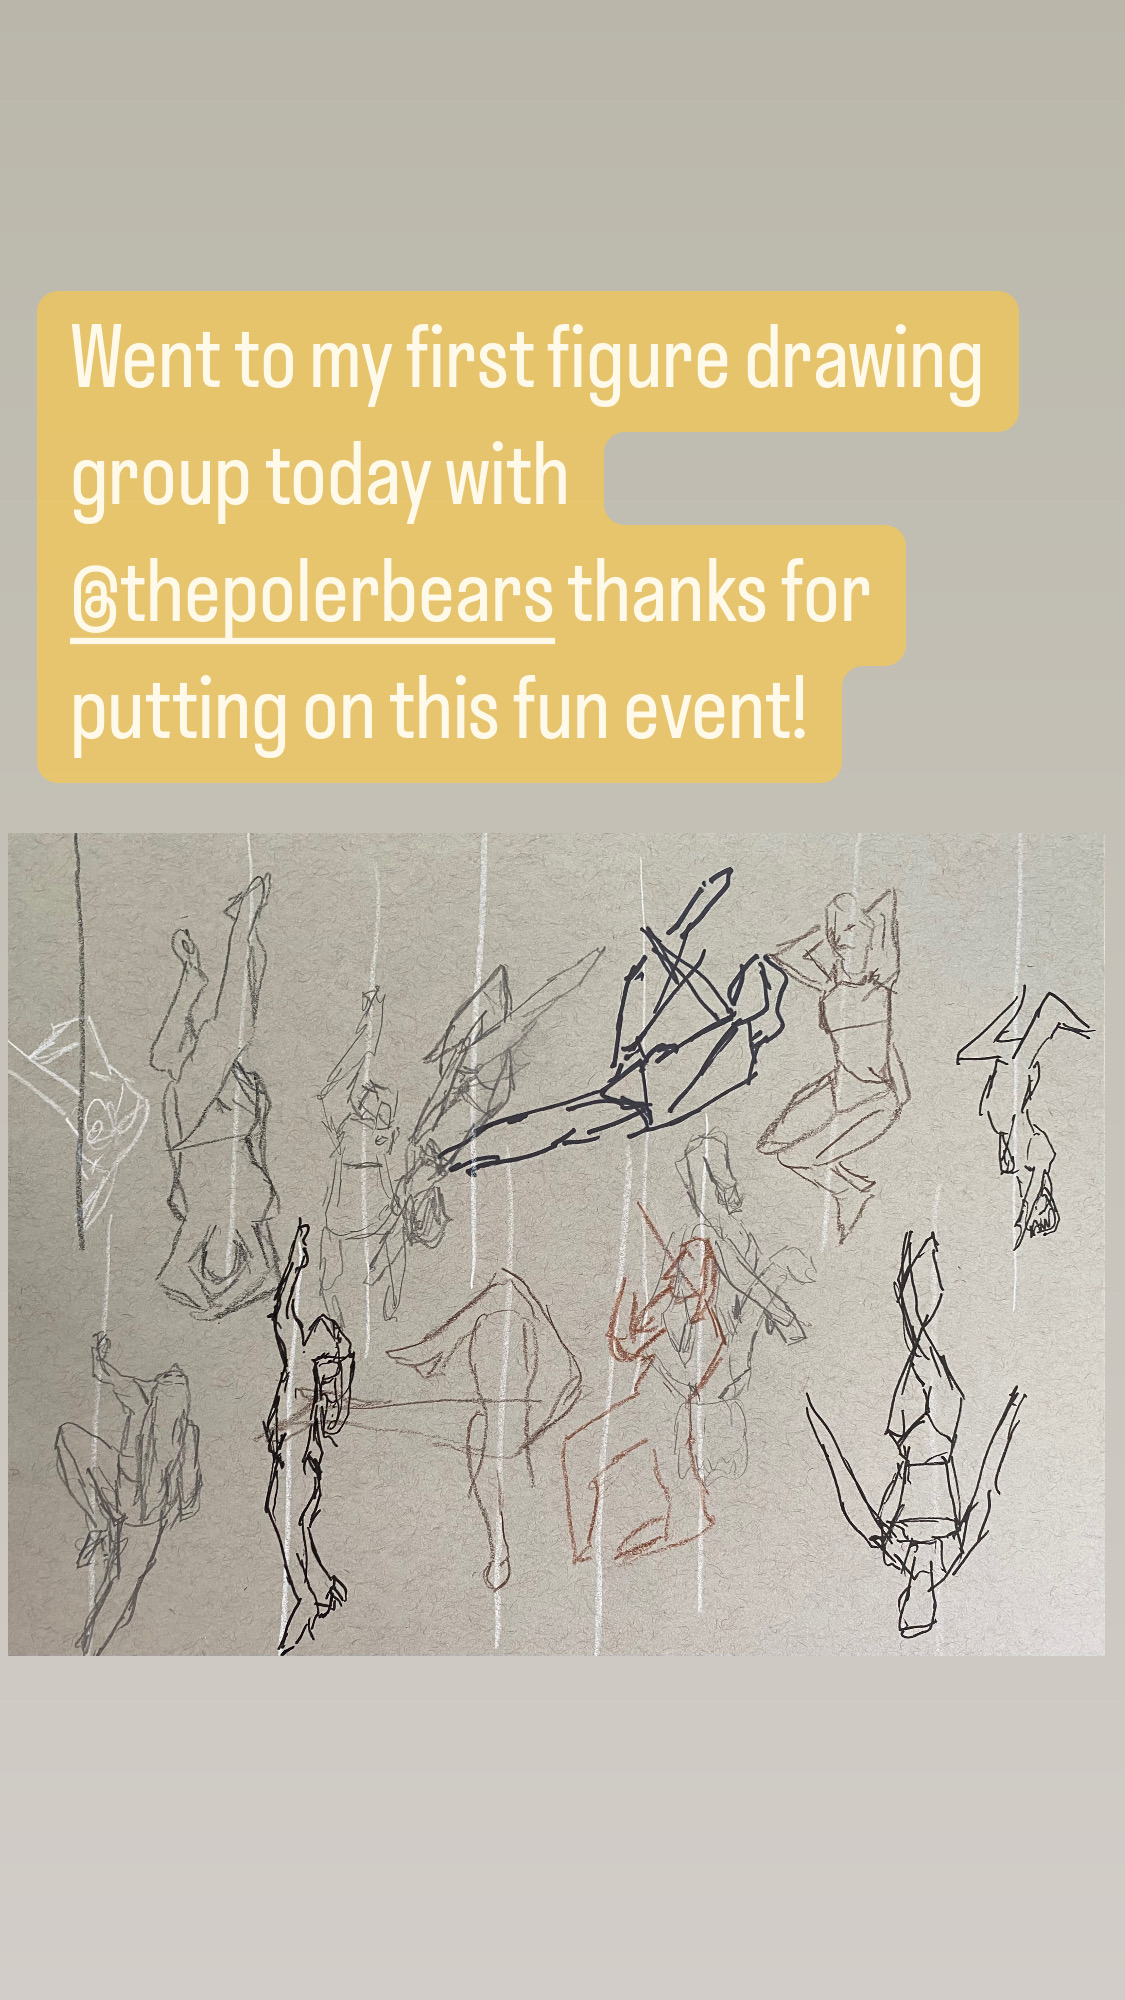 Went to my first figure drawing
group today with
@thepolerbears thanks for
putting on this fun event!